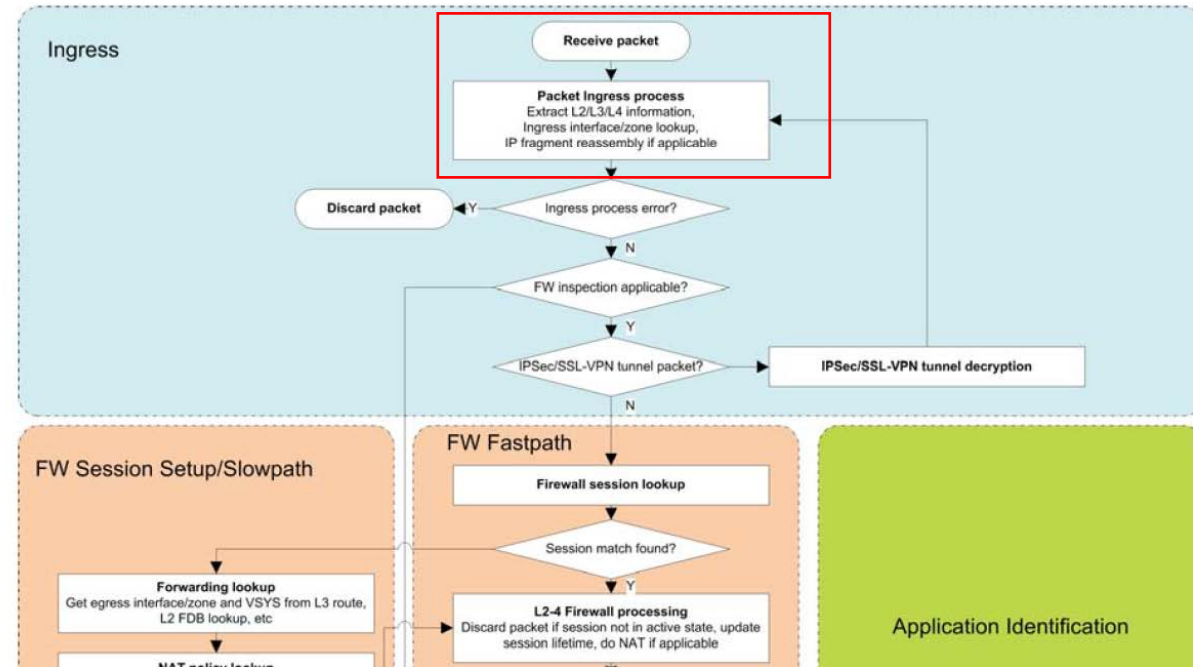 Ingress
Receive packet
Packet Ingress process
Extract L2/L3/L4 information,
Ingress interface/zone lookup,
IP fragment reassembly if applicable
Discard packet
Y
Ingress process error?
N
FW inspection applicable?
Y
IPSec/SSL-VPN tunnel packet?
IPSec/SSL-VPN tunnel decryption
N
FW Session Setup/Slowpath
FW Fastpath
Firewall session lookup
Session match found?
Y
Forwarding lookup
Get egress interface/zone and VSYS from L3 route,
L2 FDB lookup, etc
L2-4 Firewall processing
Discard packet if session not in active state, update
session lifetime, do NAT if applicable
Application Identification
NAT policy lookup